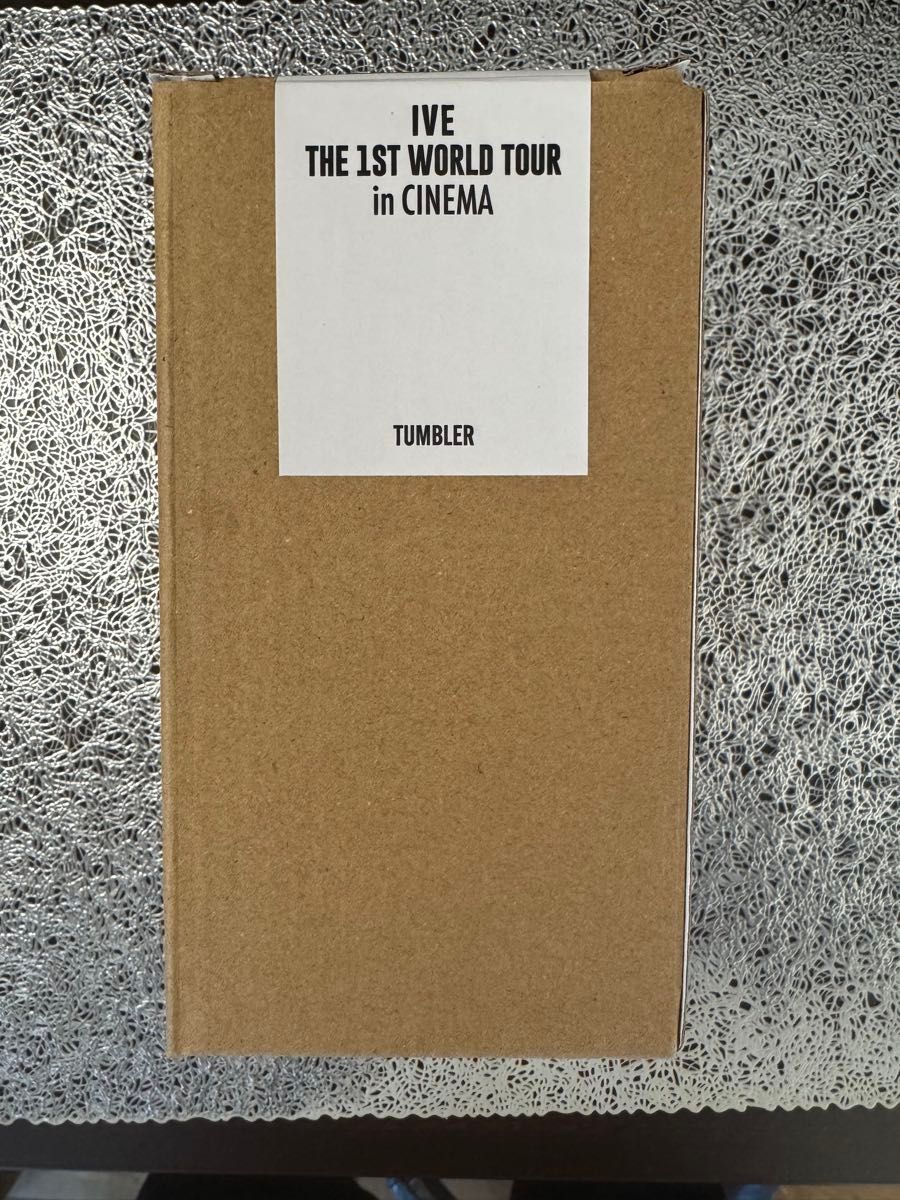 IVE
THE 1ST WORLD TOUR
in CINEMA
TUMBLER